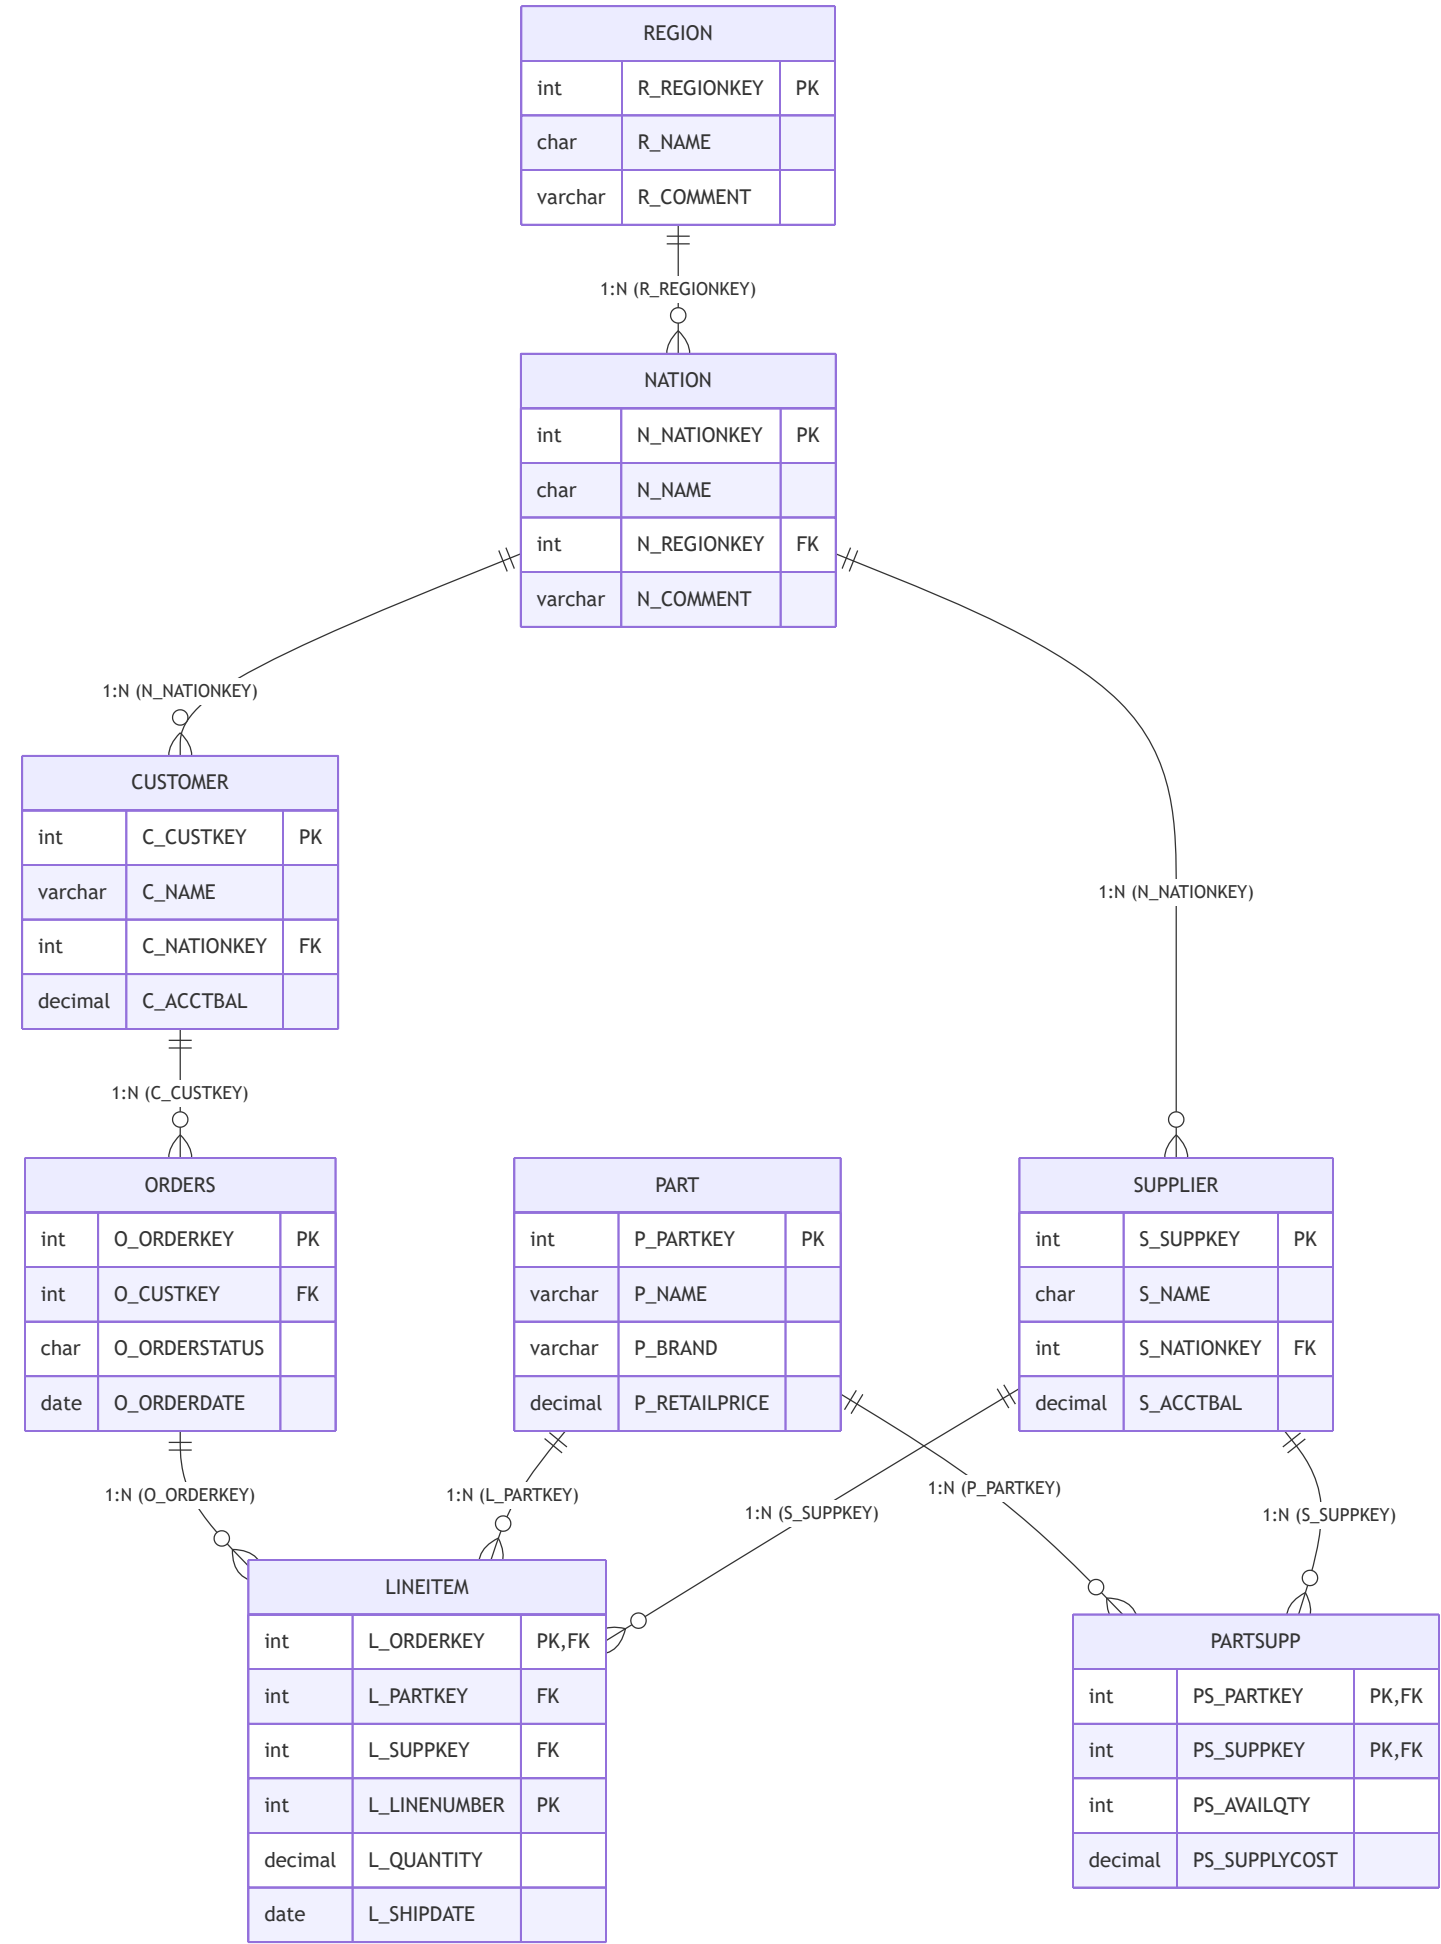 REGION
int R_REGIONKEY PK
char R_NAME
varchar R_COMMENT
1:N (R_REGIONKEY)
NATION
int N_NATIONKEY PK
char N_NAME
int N_REGIONKEY FK
varchar N_COMMENT
1:N (N_NATIONKEY)
CUSTOMER
int C_CUSTKEY PK
varchar C_NAME
int C_NATIONKEY FK
decimal C_ACCTBAL
1:N (N_NATIONKEY)
1:N (C_CUSTKEY)
ORDERS
int O_ORDERKEY PK
int O_CUSTKEY FK
char O_ORDERSTATUS
date O_ORDERDATE
PART
int P_PARTKEY PK
varchar P_NAME
varchar P_BRAND
decimal P_RETAILPRICE
SUPPLIER
int S_SUPPKEY PK
char S_NAME
int S_NATIONKEY FK
decimal S_ACCTBAL
1:N (O_ORDERKEY)
1:N (L_PARTKEY)
1:N (S_SUPPKEY)
1:N (P_PARTKEY)
1:N (S_SUPPKEY)
LINEITEM
int L_ORDERKEY PK,FK
int L_PARTKEY FK
int L_SUPPKEY FK
int L_LINENUMBER PK
decimal L_QUANTITY
date L_SHIPDATE
PARTSUPP
int PS_PARTKEY PK,FK
int PS_SUPPKEY PK,FK
int PS_AVAILQTY
decimal PS_SUPPLYCOST